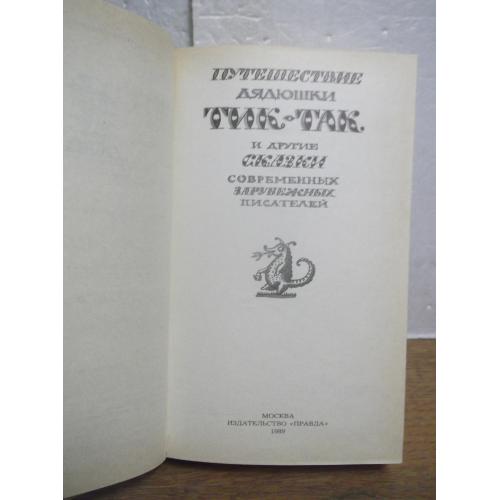 ПУТЕШЕСТВИЕ
ДЯДЮШКИ
ТИК-ТАК
И ДРУГИЕ
СКАЗКИ
СОВРЕМЕННЫХ
ЗАРУБЕЖНЫХ
ПИСАТЕЛЕЙ
МОСКВА
ИЗДАТЕЛЬСТВО «ПРАВДА»
1989